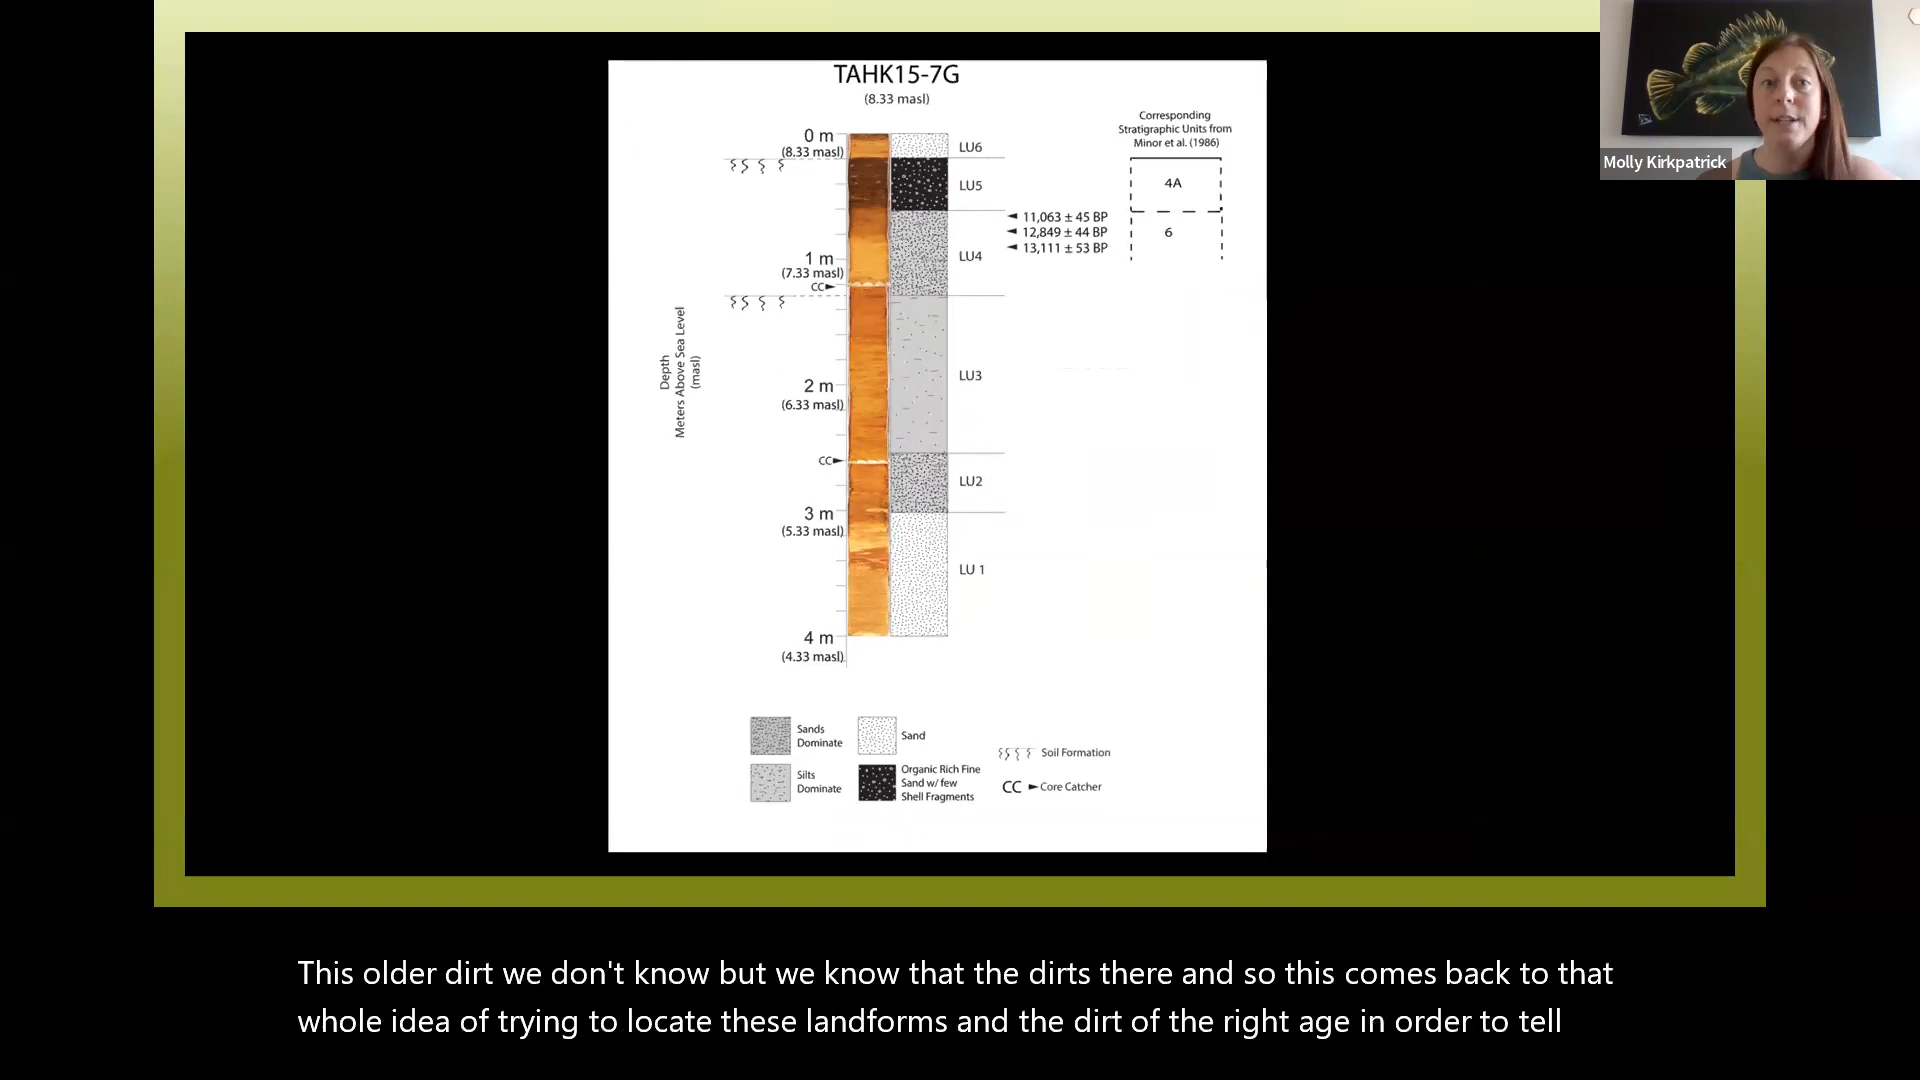 TAHK15-7G
(8.33 masl)
Corresponding
Stratigraphic Units from
Minor et al. (1986)
0 m
(8.33 masl)
LU6
LU5
4A
11,063 ± 45 BP
12,849 ± 44 BP
13,111 ± 53 BP
6
1 m
(7.33 masl)
LU4
CC
Depth
Meters Above Sea Level
(masl)
LU3
2 m
(6.33 masl)
CC
LU2
3 m
(5.33 masl)
LU 1
4 m
(4.33 masl)
Sands
Dominate
Sand
Silts
Dominate
Organic Rich Fine
Sand w/ few
Shell Fragments
Soil Formation
CC
Core Catcher
Molly Kirkpatrick
This older dirt we don't know but we know that the dirts there and so this comes back to that
whole idea of trying to locate these landforms and the dirt of the right age in order to tell